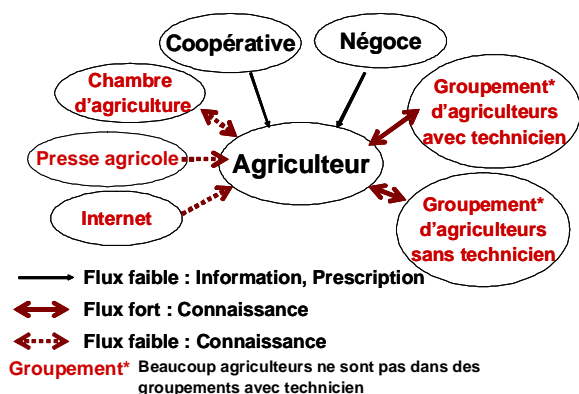 Coopérative
Négoce
Chambre
d'agriculture
Groupement*
d'agriculteurs
avec technicien
Presse agricole
Agriculteur
Internet
Groupement*
d'agriculteurs
sans technicien
Flux faible : Information, Prescription
Flux fort : Connaissance
Flux faible : Connaissance
Groupement* Beaucoup agriculteurs ne sont pas dans des
groupements avec technicien